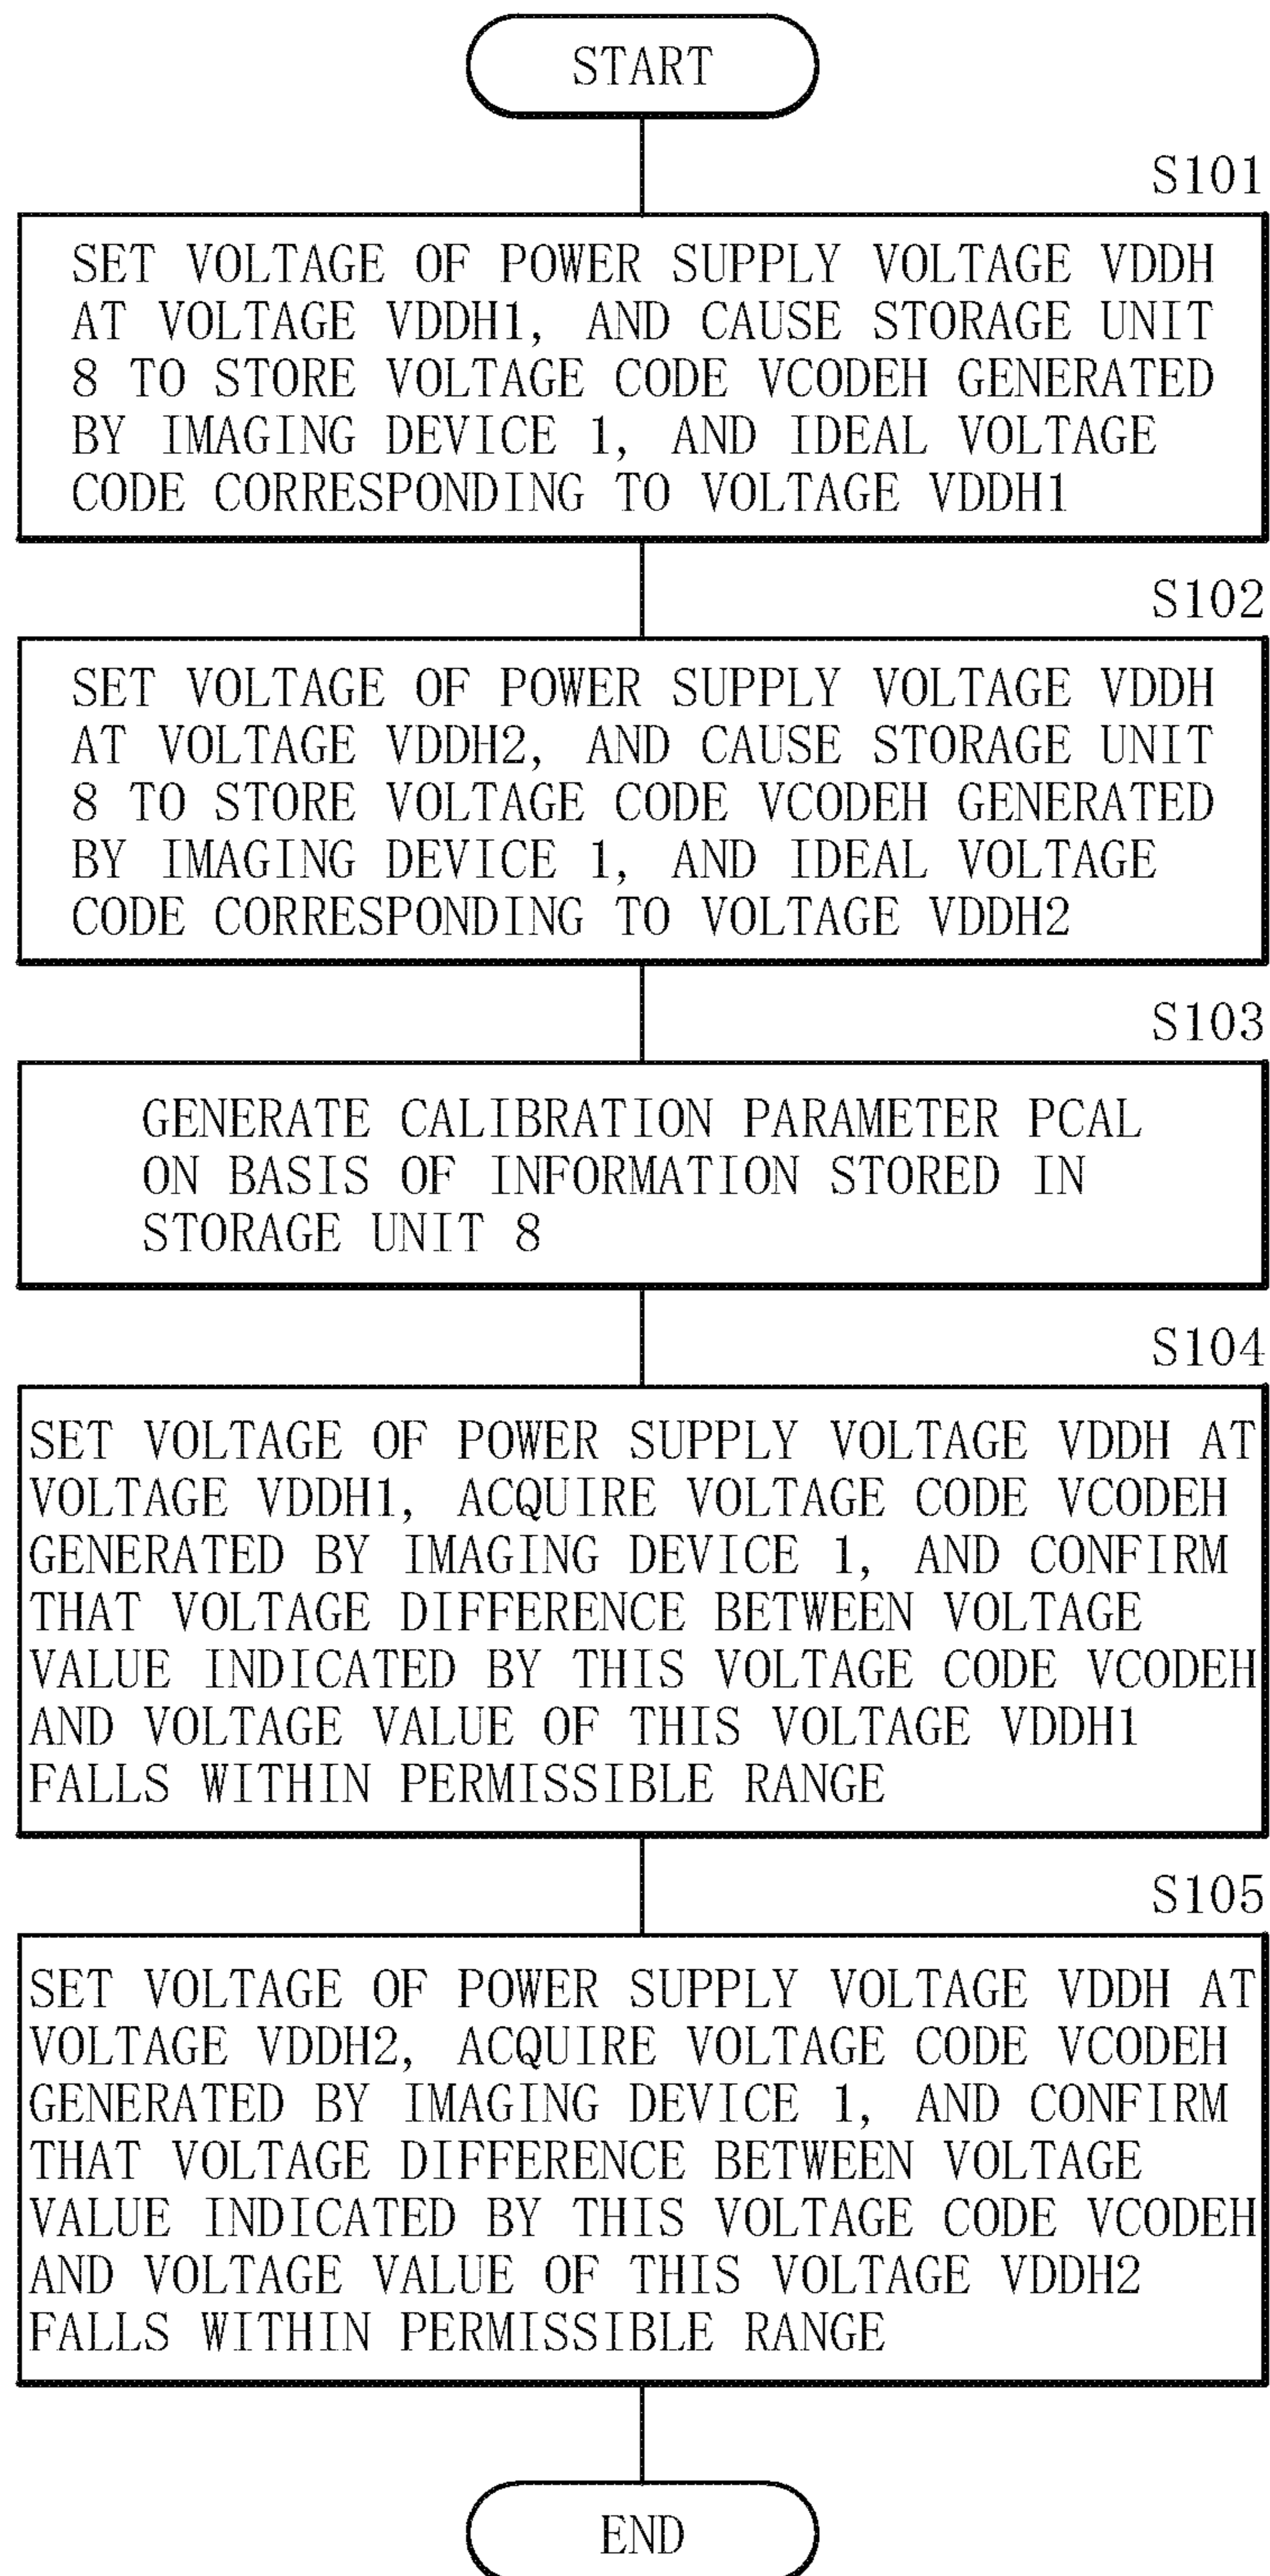 START
S101
SET VOLTAGE OF POWER SUPPLY VOLTAGE VDDH
AT VOLTAGE VDDH1, AND CAUSE STORAGE UNIT
8 TO STORE VOLTAGE CODE VCODEH GENERATED
BY IMAGING DEVICE 1, AND IDEAL VOLTAGE
CODE CORRESPONDING TO VOLTAGE VDDH1
S102
SET VOLTAGE OF POWER SUPPLY VOLTAGE VDDH
AT VOLTAGE VDDH2, AND CAUSE STORAGE UNIT
8 TO STORE VOLTAGE CODE VCODEH GENERATED
BY IMAGING DEVICE 1, AND IDEAL VOLTAGE
CODE CORRESPONDING TO VOLTAGE VDDH2
S103
GENERATE CALIBRATION PARAMETER PCAL
ON BASIS OF INFORMATION STORED IN
STORAGE UNIT 8
S104
SET VOLTAGE OF POWER SUPPLY VOLTAGE VDDH AT
VOLTAGE VDDH1, ACQUIRE VOLTAGE CODE VCODEH
GENERATED BY IMAGING DEVICE 1, AND CONFIRM
THAT VOLTAGE DIFFERENCE BETWEEN VOLTAGE
VALUE INDICATED BY THIS VOLTAGE CODE VCODEH
AND VOLTAGE VALUE OF THIS VOLTAGE VDDH1
FALLS WITHIN PERMISSIBLE RANGE
S105
SET VOLTAGE OF POWER SUPPLY VOLTAGE VDDH AT
VOLTAGE VDDH2, ACQUIRE VOLTAGE CODE VCODEH
GENERATED BY IMAGING DEVICE 1, AND CONFIRM
THAT VOLTAGE DIFFERENCE BETWEEN VOLTAGE
VALUE INDICATED BY THIS VOLTAGE CODE VCODEH
AND VOLTAGE VALUE OF THIS VOLTAGE VDDH2
FALLS WITHIN PERMISSIBLE RANGE
END